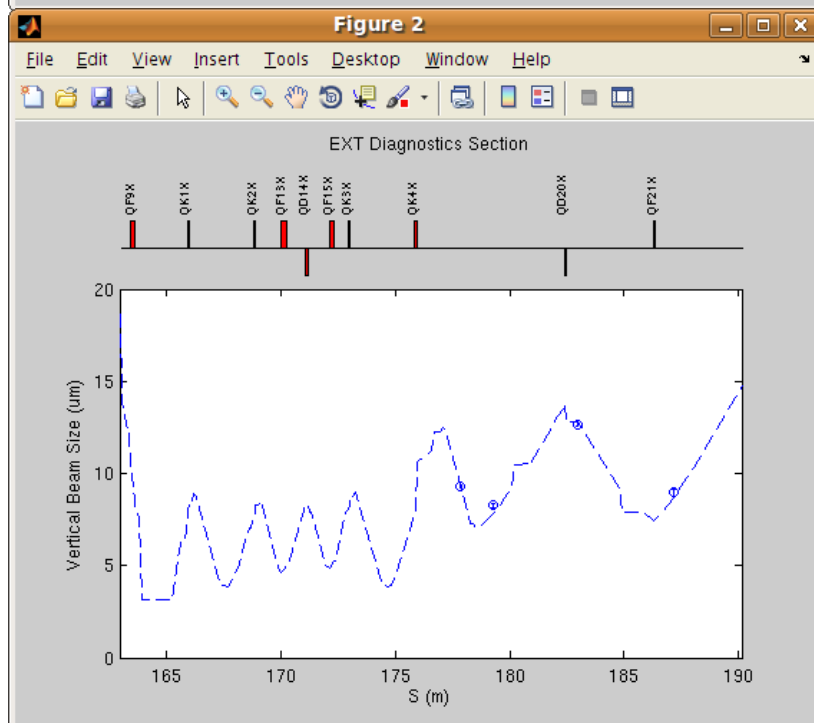 Figure 2
File Edit View Insert Tools Desktop Window Help
EXT Diagnostics Section
QF9X QK1X QK2X QF13X QD14X QF15X QK3X QK4X QD20X QF21X
20
15
10
5
0
Vertical Beam Size (um)
165 170 175 180 185 190
S (m)